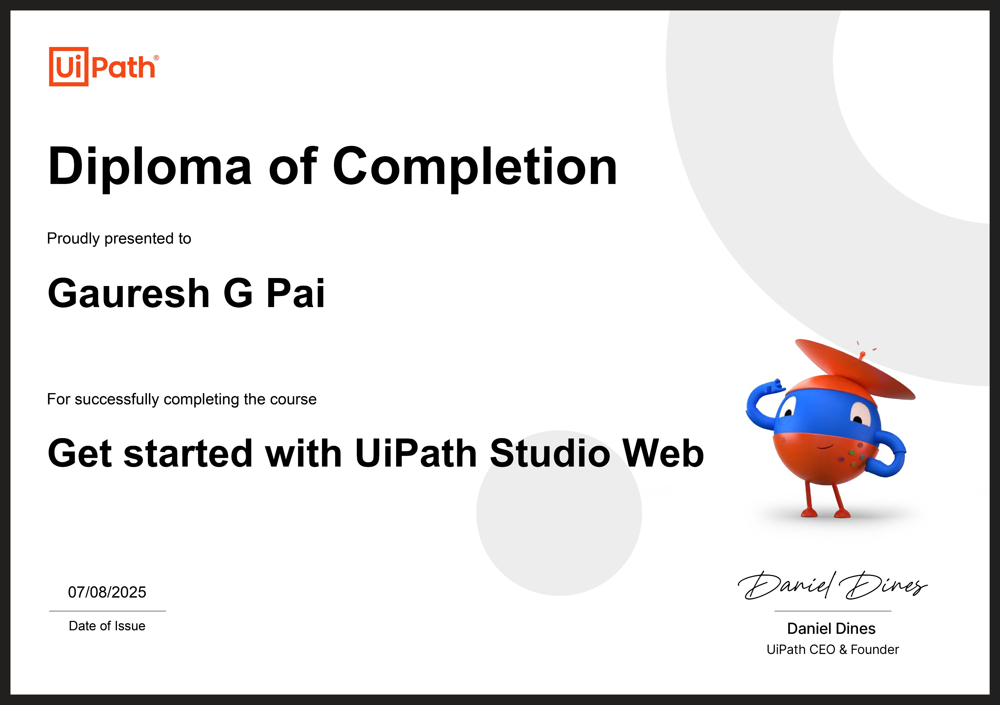 UiPath®
Diploma of Completion
Proudly presented to
Gauresh G Pai
For successfully completing the course
Get started with UiPath Studio Web
07/08/2025
Date of Issue
Daniel Dines
Daniel Dines
UiPath CEO & Founder